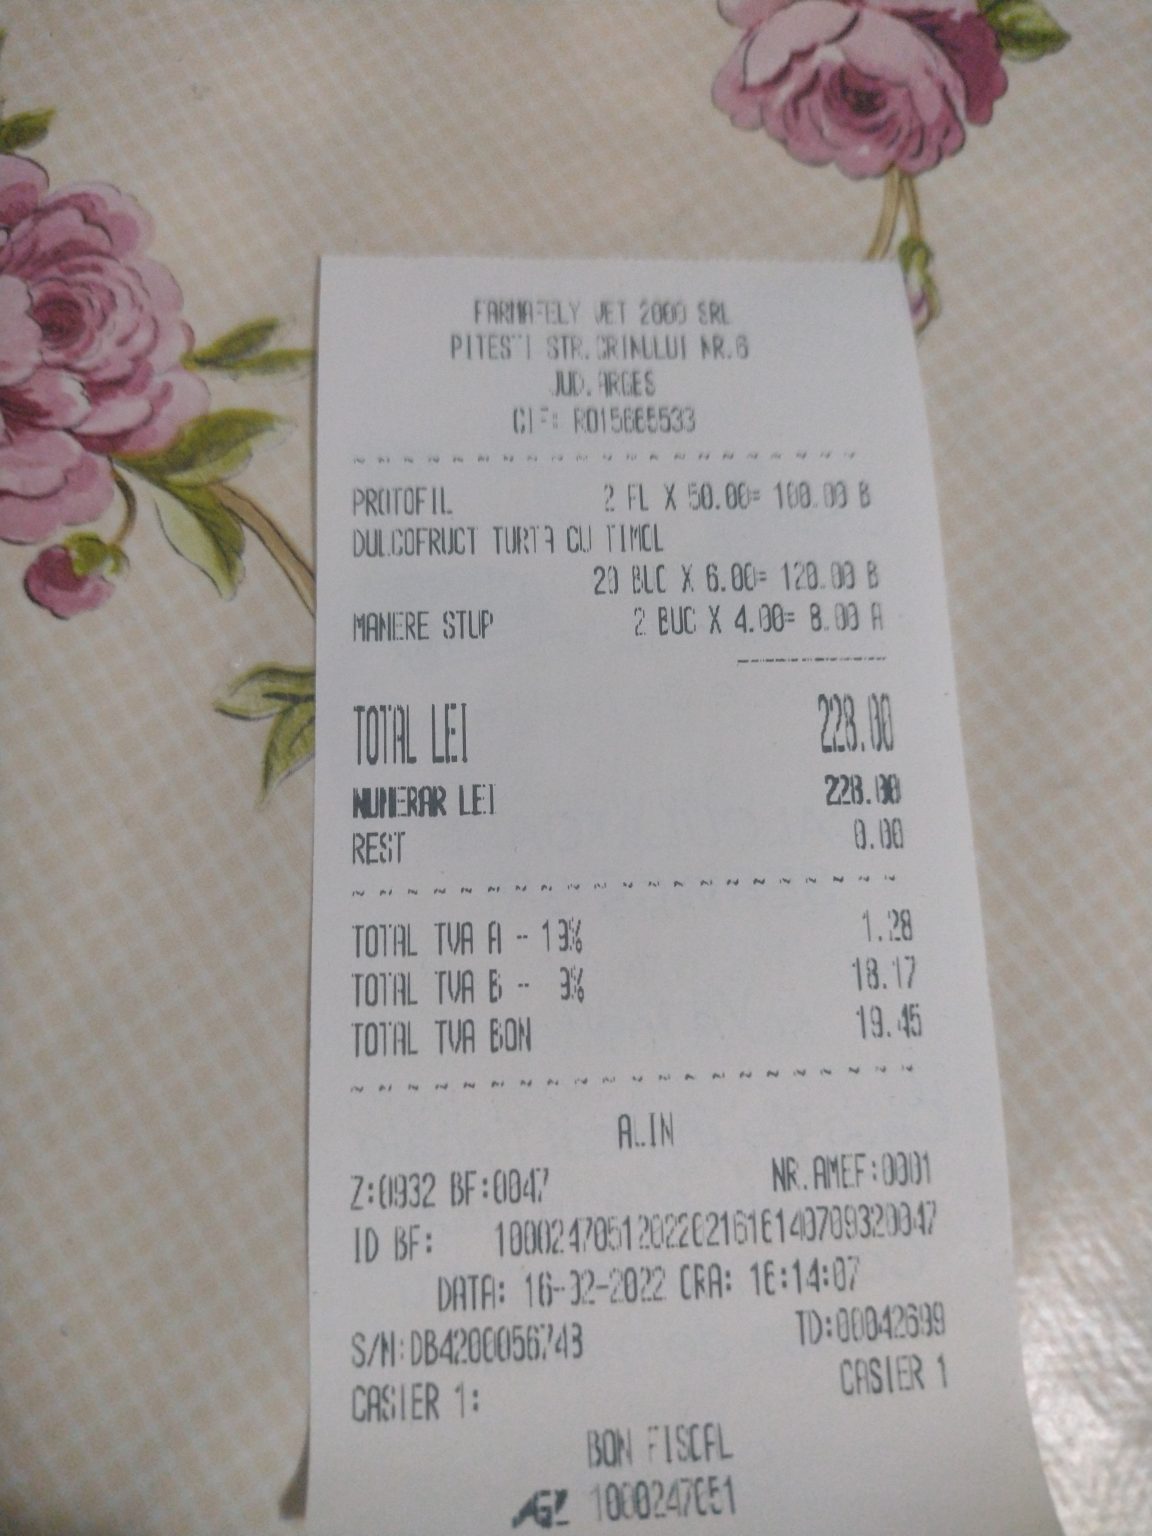 FARMAFELY VET 2000 SRL
PITESTI STR.CRINULUI NR.6
JUD.ARGES
CIF:
~ ~ ~ ~ ~ ~ ~ ~ ~ ~ ~ ~ ~ ~ ~ ~ ~ ~ ~ ~ ~
PROTOFIL 2 FL X 50.00= 100.00 B
DULCOFRUCT TURTA CU TIMOL
20 BUC X 6.00= 120.00 B
MANERE STUP 2 BUC X 4.00= 8.00 A
----------------
TOTAL LEI 228.00
NUMERAR LEI 228.00
REST 0.00
~ ~ ~ ~ ~ ~ ~ ~ ~ ~ ~ ~ ~ ~ ~ ~ ~ ~ ~ ~ ~
TOTAL TVA A - 19% 1.28
TOTAL TVA B - 9% 18.17
TOTAL TVA BON 19.45
~ ~ ~ ~ ~ ~ ~ ~ ~ ~ ~ ~ ~ ~ ~ ~ ~ ~ ~ ~ ~
ALIN
Z:0932 BF:0047 NR.AMEF:0001
ID BF: 10002470512022021616140709320047
DATA: 16-02-2022 ORA: 16:14:07
S/N:DB4200056743 TD:00042699
CASIER 1: CASIER 1
BON FISCAL
1000247051